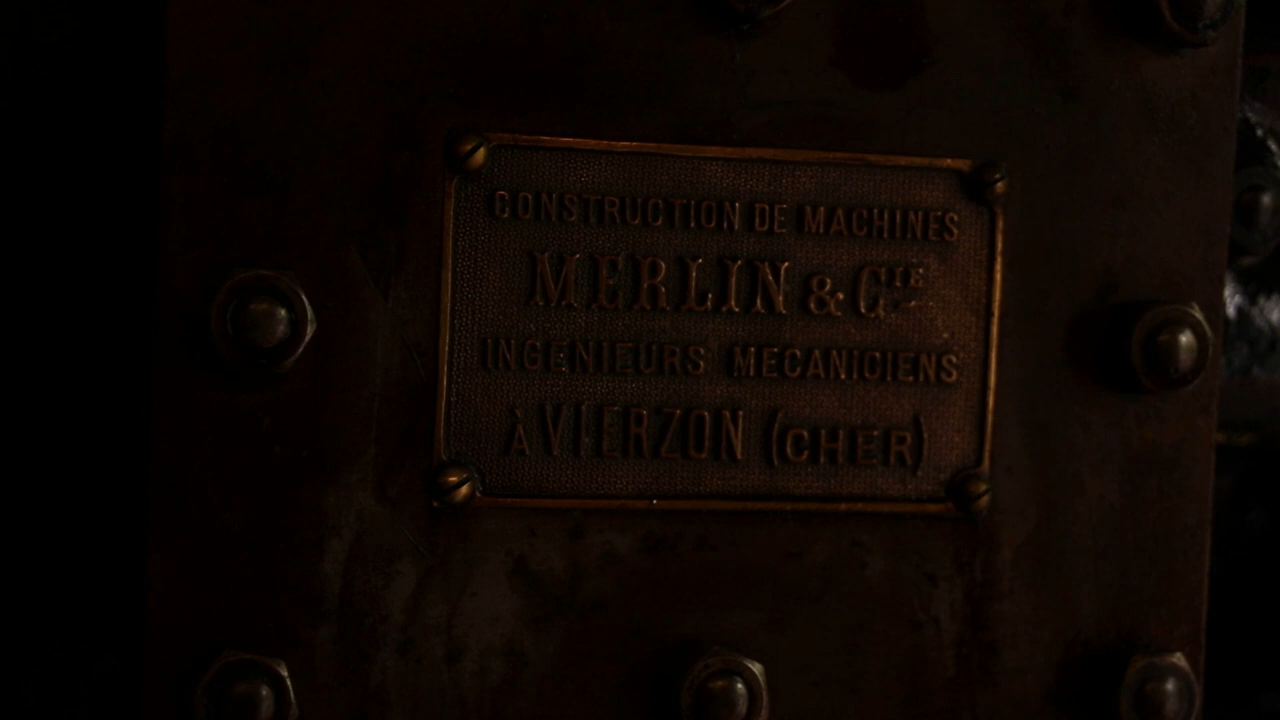 CONSTRUCTION DE MACHINES
MERLIN & CIE
INGENIEURS MECANICIENS
À VIERZON (CHER)